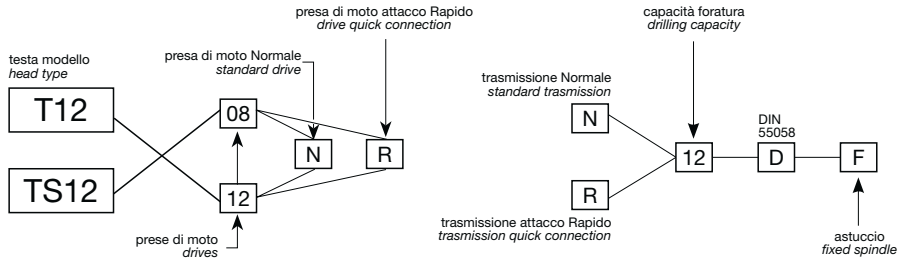 presa di moto attacco Rapido
drive quick connection
presa di moto Normale
standard drive
testa modello
head type
T12
TS12
08
12
N
R
prese di moto
drives
capacità foratura
drilling capacity
trasmissione Normale
standard trasmission
N
R
12
DIN
55058
D
F
trasmissione attacco Rapido
trasmission quick connection
astuccio
fixed spindle